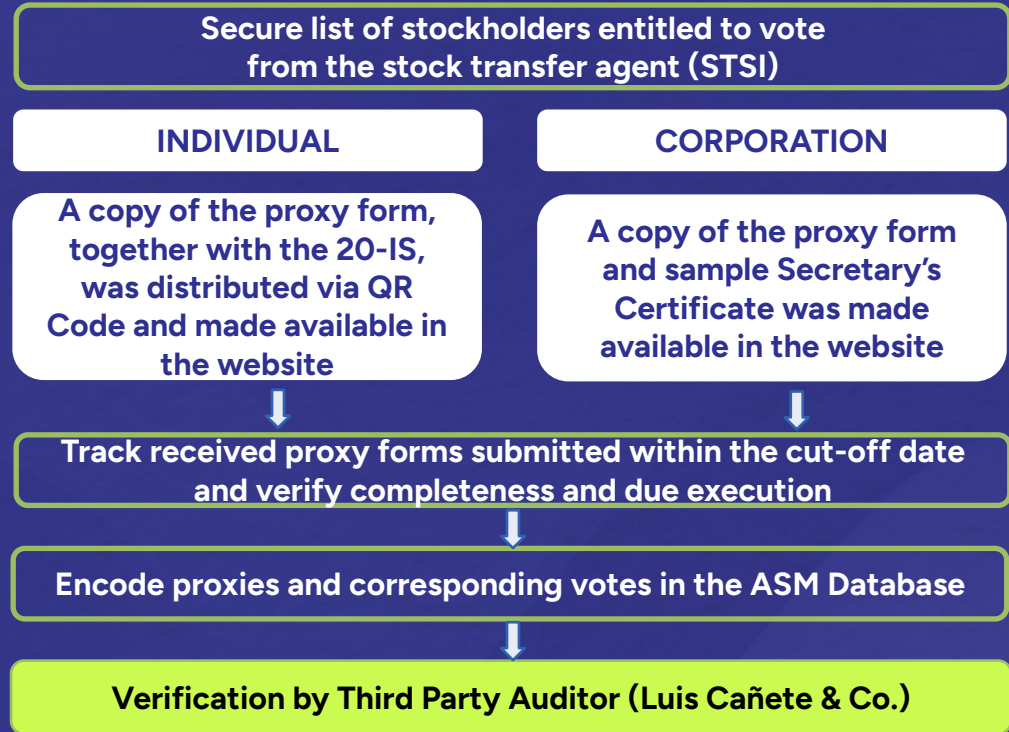 Secure list of stockholders entitled to vote
from the stock transfer agent (STSI)
INDIVIDUAL
A copy of the proxy form,
together with the 20-IS,
was distributed via QR
Code and made available in
the website
CORPORATION
A copy of the proxy form
and sample Secretary’s
Certificate was made
available in the website
Track received proxy forms submitted within the cut-off date
and verify completeness and due execution
Encode proxies and corresponding votes in the ASM Database
Verification by Third Party Auditor (Luis Cañete & Co.)